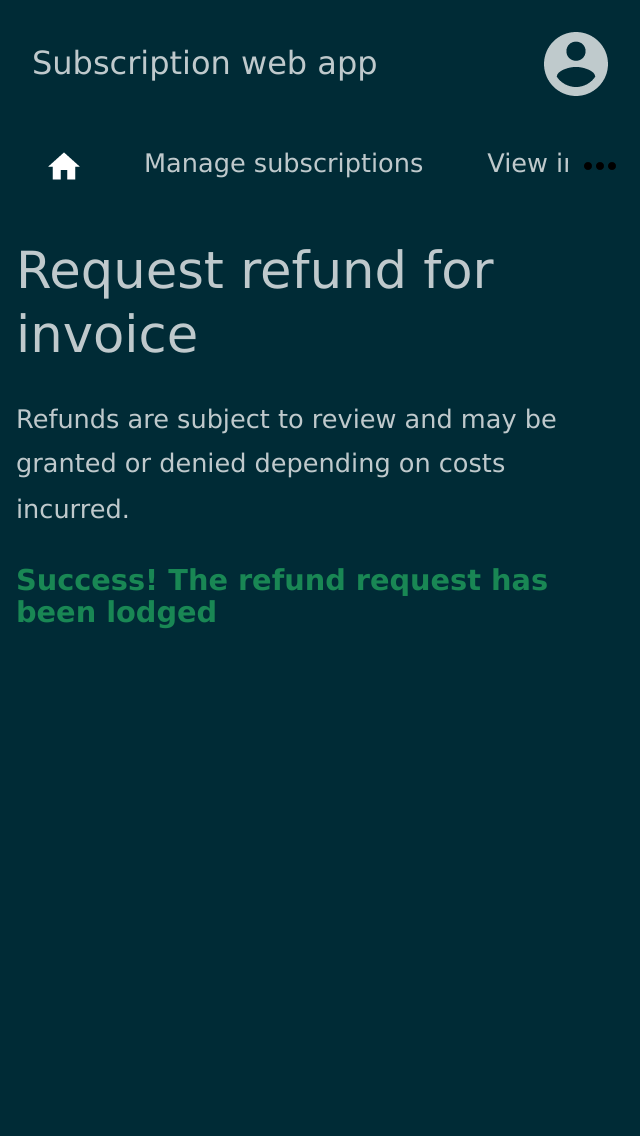 Subscription web app
Manage subscriptions
View
Request refund for
invoice
Refunds are subject to review and may be
granted or denied depending on costs
incurred.
Success! The refund request has
been lodged